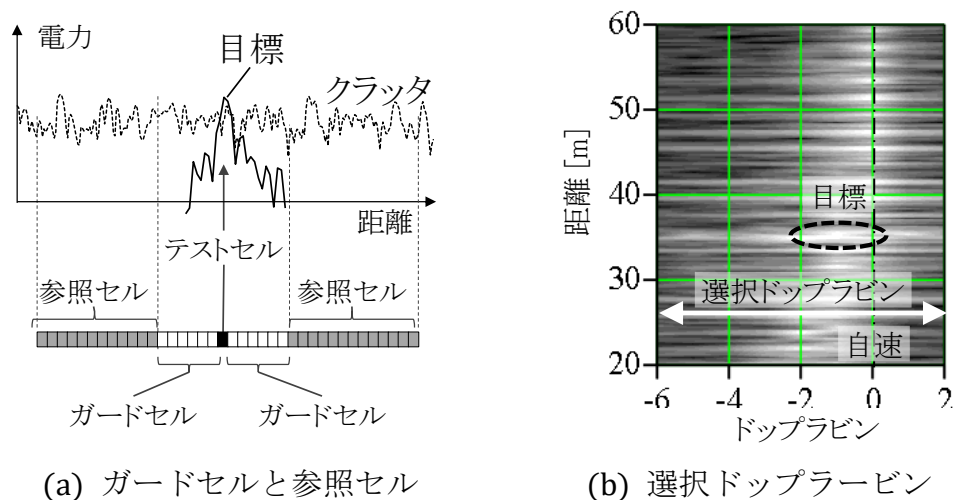 電力
目標
クラッタ
距離
テストセル
参照セル
参照セル
ガードセル
ガードセル
(a) ガードセルと参照セル
60
50
40
30
20
距離 [m]
目標
選択ドップラビン
自速
-6 -4 -2 0 2
ドップラビン
(b) 選択ドップラービン